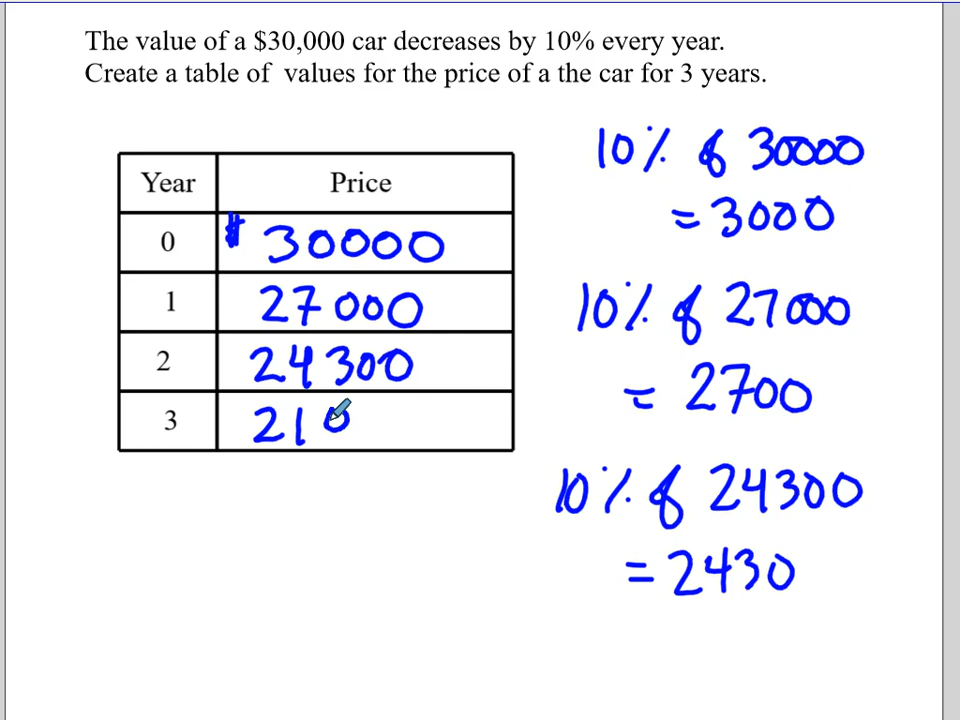 The value of a $30,000 car decreases by 10% every year.
Create a table of values for the price of a the car for 3 years.
Year Price
0 $ 30000
1 27000
2 24300
3 210
10% of 30000
= 3000
10% of 27000
= 2700
10% of 24300
= 2430